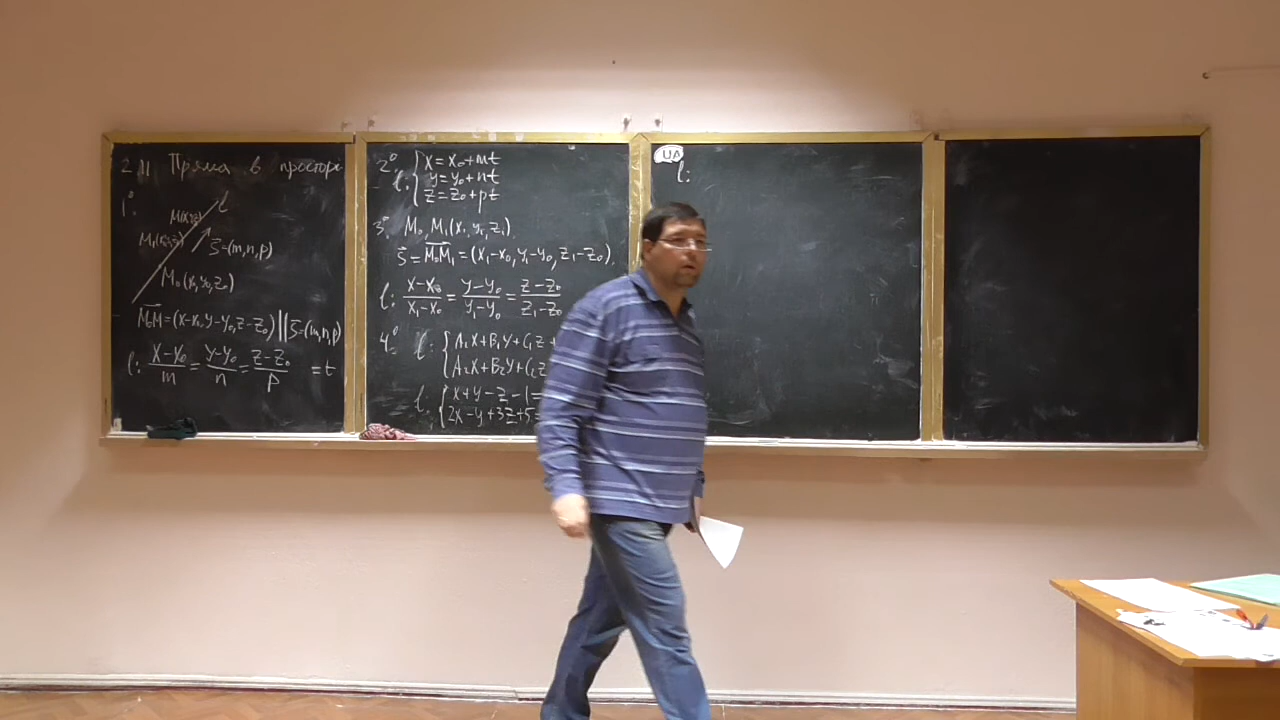 2.11 Пряма в просторі
1°.
l
M(x,y,z)
M₁(x₁,y₁,z₁)
s̄=(m,n,p)
M₀(x₀,y₀,z₀)
M₀M=(x-x₀,y-y₀,z-z₀)||s̄=(m,n,p)
l: (x-x₀)/m = (y-y₀)/n = (z-z₀)/p = t
2°.
l: { x=x₀+mt
y=y₀+nt
z=z₀+pt
3°. M₀, M₁(x₁,y₁,z₁).
s̄=M₀M₁=(x₁-x₀,y₁-y₀,z₁-z₀).
l: (x-x₀)/(x₁-x₀) = (y-y₀)/(y₁-y₀) = (z-z₀)/(z₁-z₀)
4°. l: { A₁x+B₁y+C₁z+
A₂x+B₂y+C₂z
l: { x+y-z-1=
2x-y+3z+5=
UA
l: